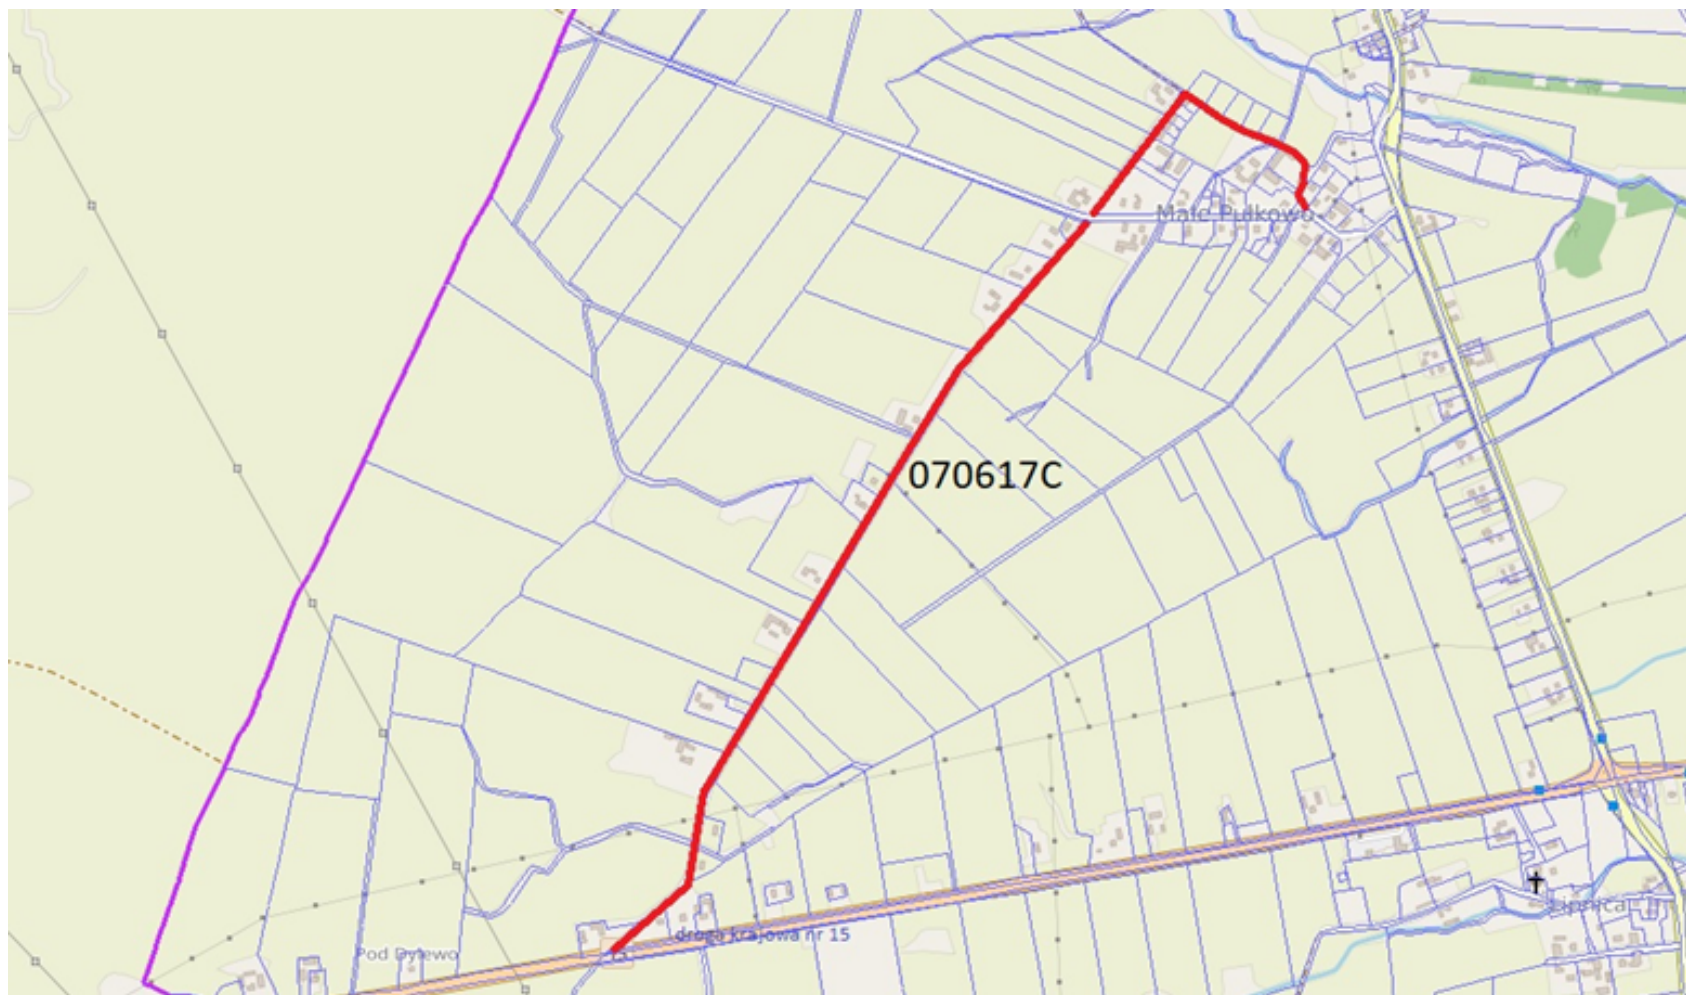 Małe Pułkowo
070617C
droga krajowa nr 15
Pod Dylewo
Lipnica